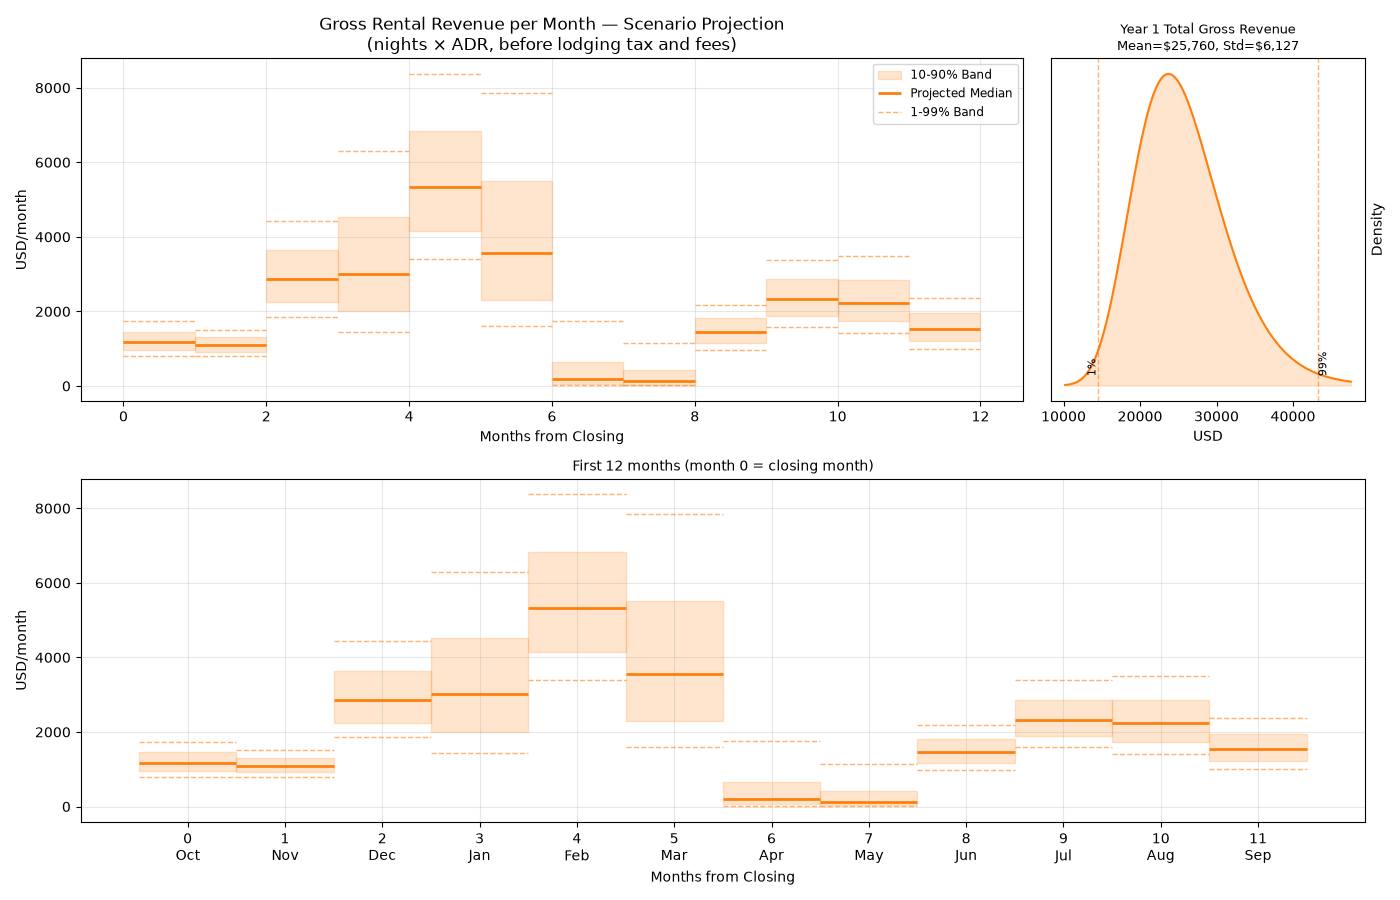 Gross Rental Revenue per Month — Scenario Projection
(nights × ADR, before lodging tax and fees)
10-90% Band
Projected Median
1-99% Band
USD/month
8000
6000
4000
2000
0
0 2 4 6 8 10 12
Months from Closing
Year 1 Total Gross Revenue
Mean=$25,760, Std=$6,127
1%
99%
Density
10000 20000 30000 40000
USD
First 12 months (month 0 = closing month)
USD/month
8000
6000
4000
2000
0
0 1 2 3 4 5 6 7 8 9 10 11
Oct Nov Dec Jan Feb Mar Apr May Jun Jul Aug Sep
Months from Closing